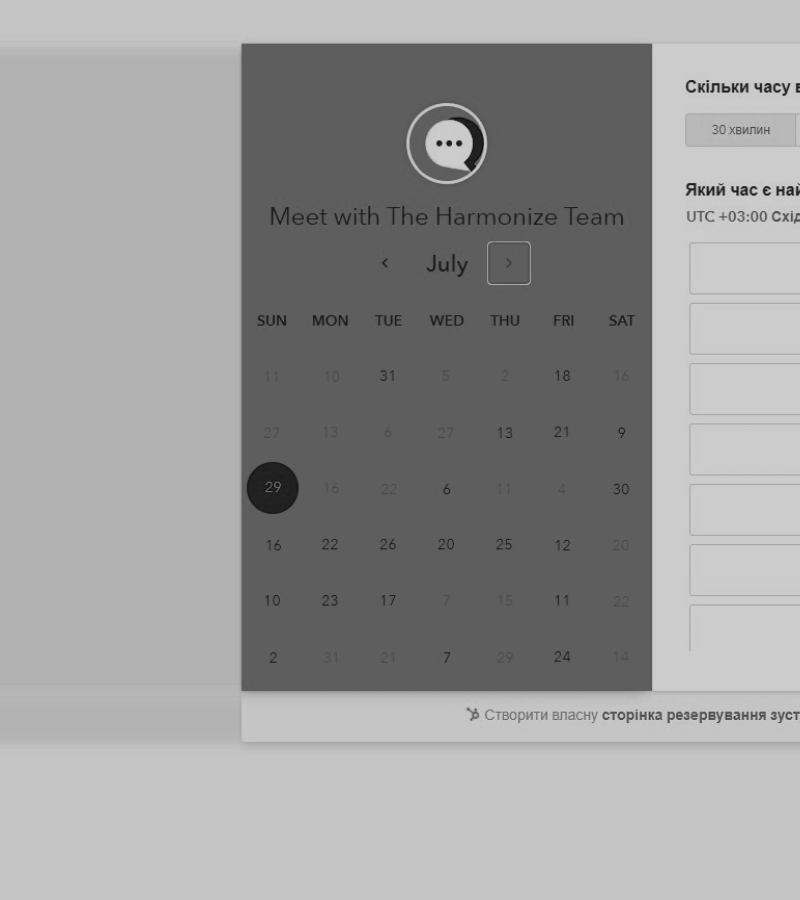 Meet with The Harmonize Team
July
SUN MON TUE WED THU FRI SAT
11 10 31 5 2 18 16
27 13 6 27 13 21 9
29 16 22 6 11 4 30
16 22 26 20 25 12 20
10 23 17 7 15 11 22
2 31 21 7 29 24 14
Скільки часу
30 хвилин
Який час є
UTC +03:00
Створити власну сторінка резервування